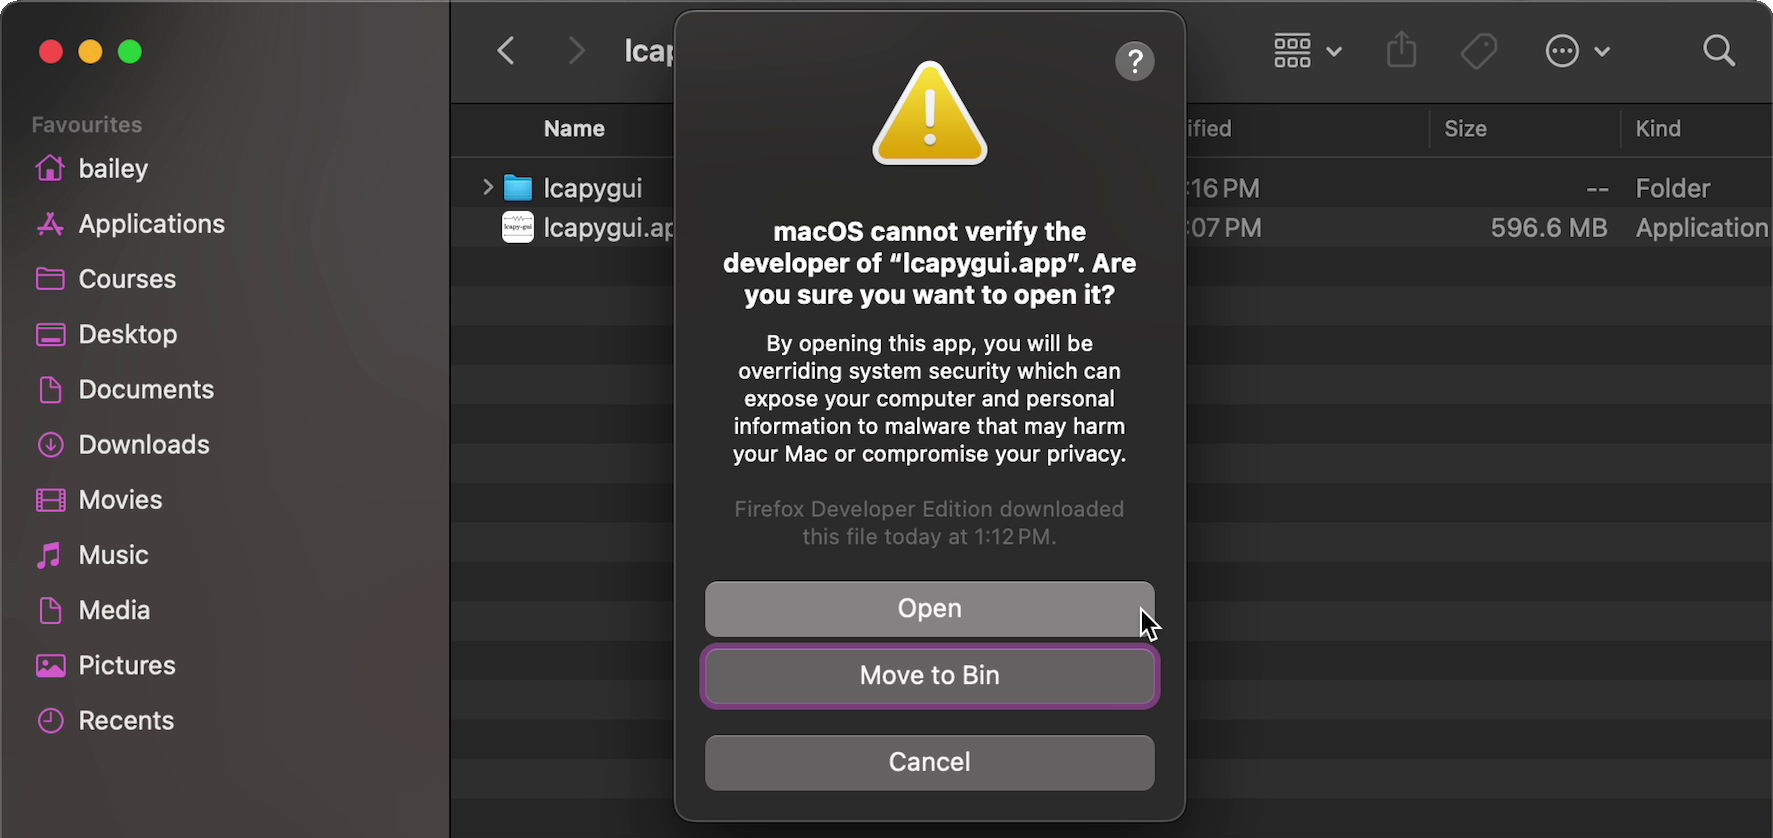 lcap
?
Favourites
bailey
Applications
Courses
Desktop
Documents
Downloads
Movies
Music
Media
Pictures
Recents
Name
ified
Size
Kind
lcapygui
:16 PM
--
Folder
lcapy-gui
lcapygui.ap
:07 PM
596.6 MB
Application
macOS cannot verify the
developer of “lcapygui.app”. Are
you sure you want to open it?
By opening this app, you will be
overriding system security which can
expose your computer and personal
information to malware that may harm
your Mac or compromise your privacy.
Firefox Developer Edition downloaded
this file today at 1:12 PM.
Open
Move to Bin
Cancel